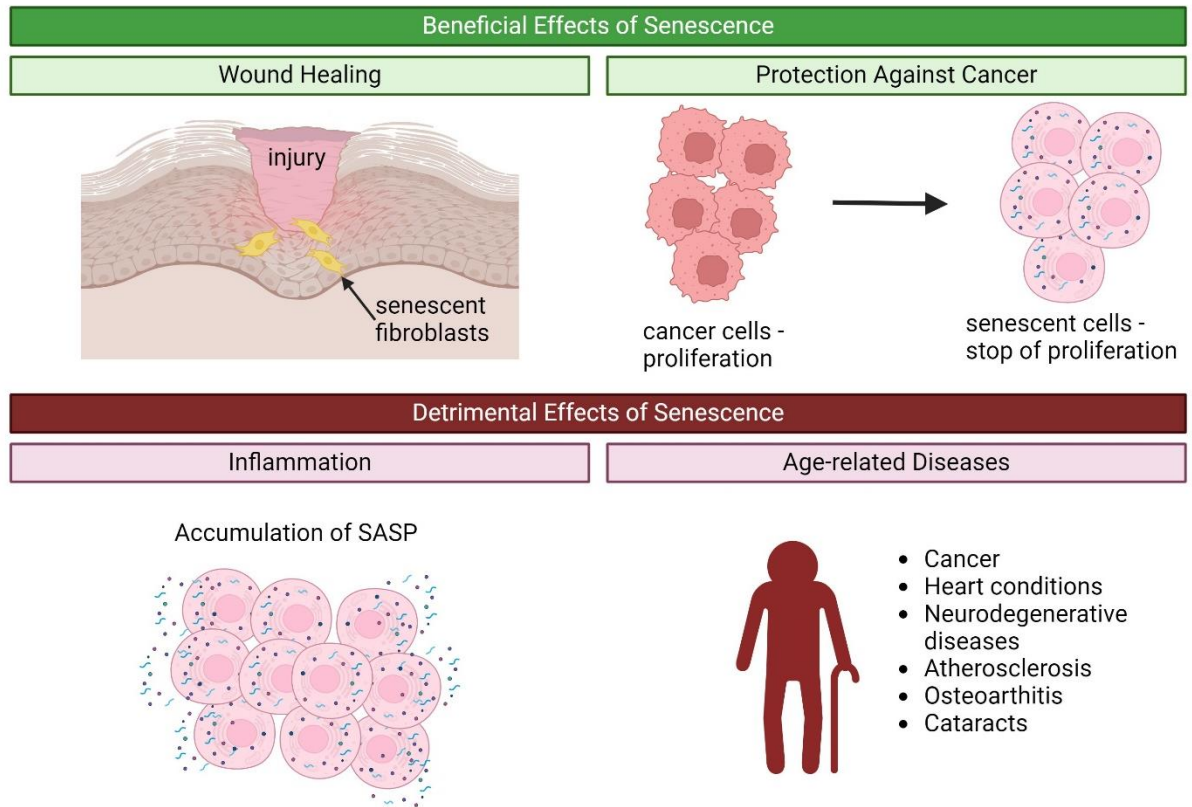 Beneficial Effects of Senescence
Wound Healing
injury
senescent
fibroblasts
Protection Against Cancer
cancer cells -
proliferation
senescent cells -
stop of proliferation
Detrimental Effects of Senescence
Inflammation
Accumulation of SASP
Age-related Diseases
• Cancer
• Heart conditions
• Neurodegenerative
diseases
• Atherosclerosis
• Osteoarthitis
• Cataracts